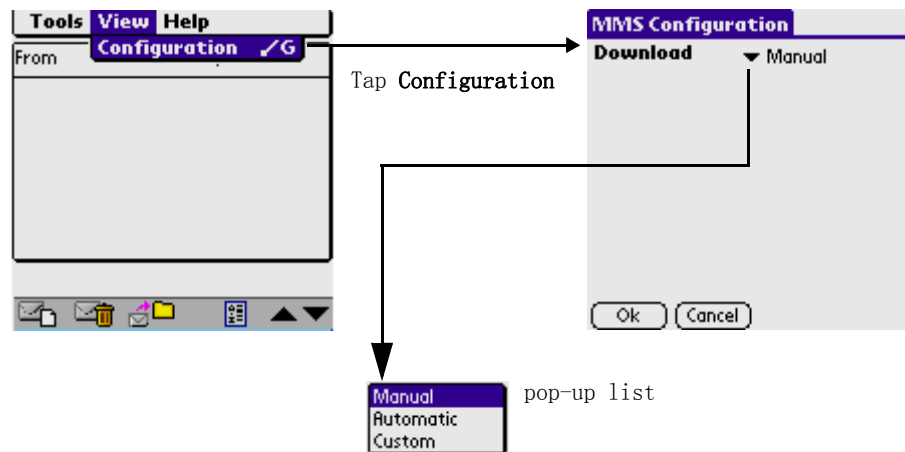 Tools View Help
Configuration ⁄G
From
Tap Configuration
MMS Configuration
Download Manual
Ok Cancel
Manual
Automatic
Custom
pop-up list